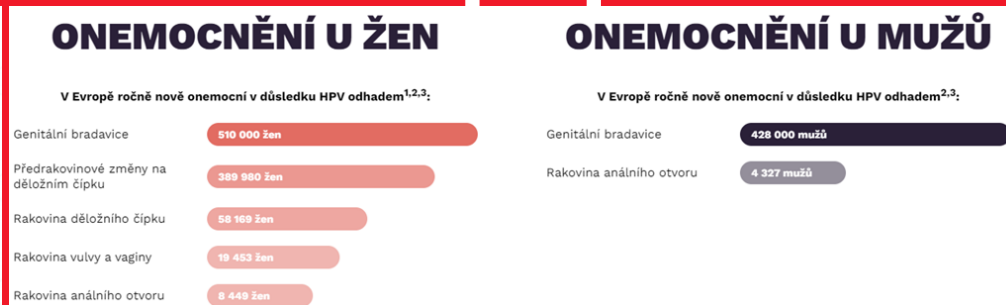 ONEMOCNĚNÍ U ŽEN
V Evropě ročně nově onemocní v důsledku HPV odhadem1,2,3:
Genitální bradavice
510 000 žen
Předrakovinové změny na
děložním čípku
389 980 žen
Rakovina děložního čípku
58 169 žen
Rakovina vulvy a vaginy
19 453 žen
Rakovina análního otvoru
8 449 žen
ONEMOCNĚNÍ U MUŽŮ
V Evropě ročně nově onemocní v důsledku HPV odhadem2,3:
Genitální bradavice
428 000 mužů
Rakovina análního otvoru
4 327 mužů